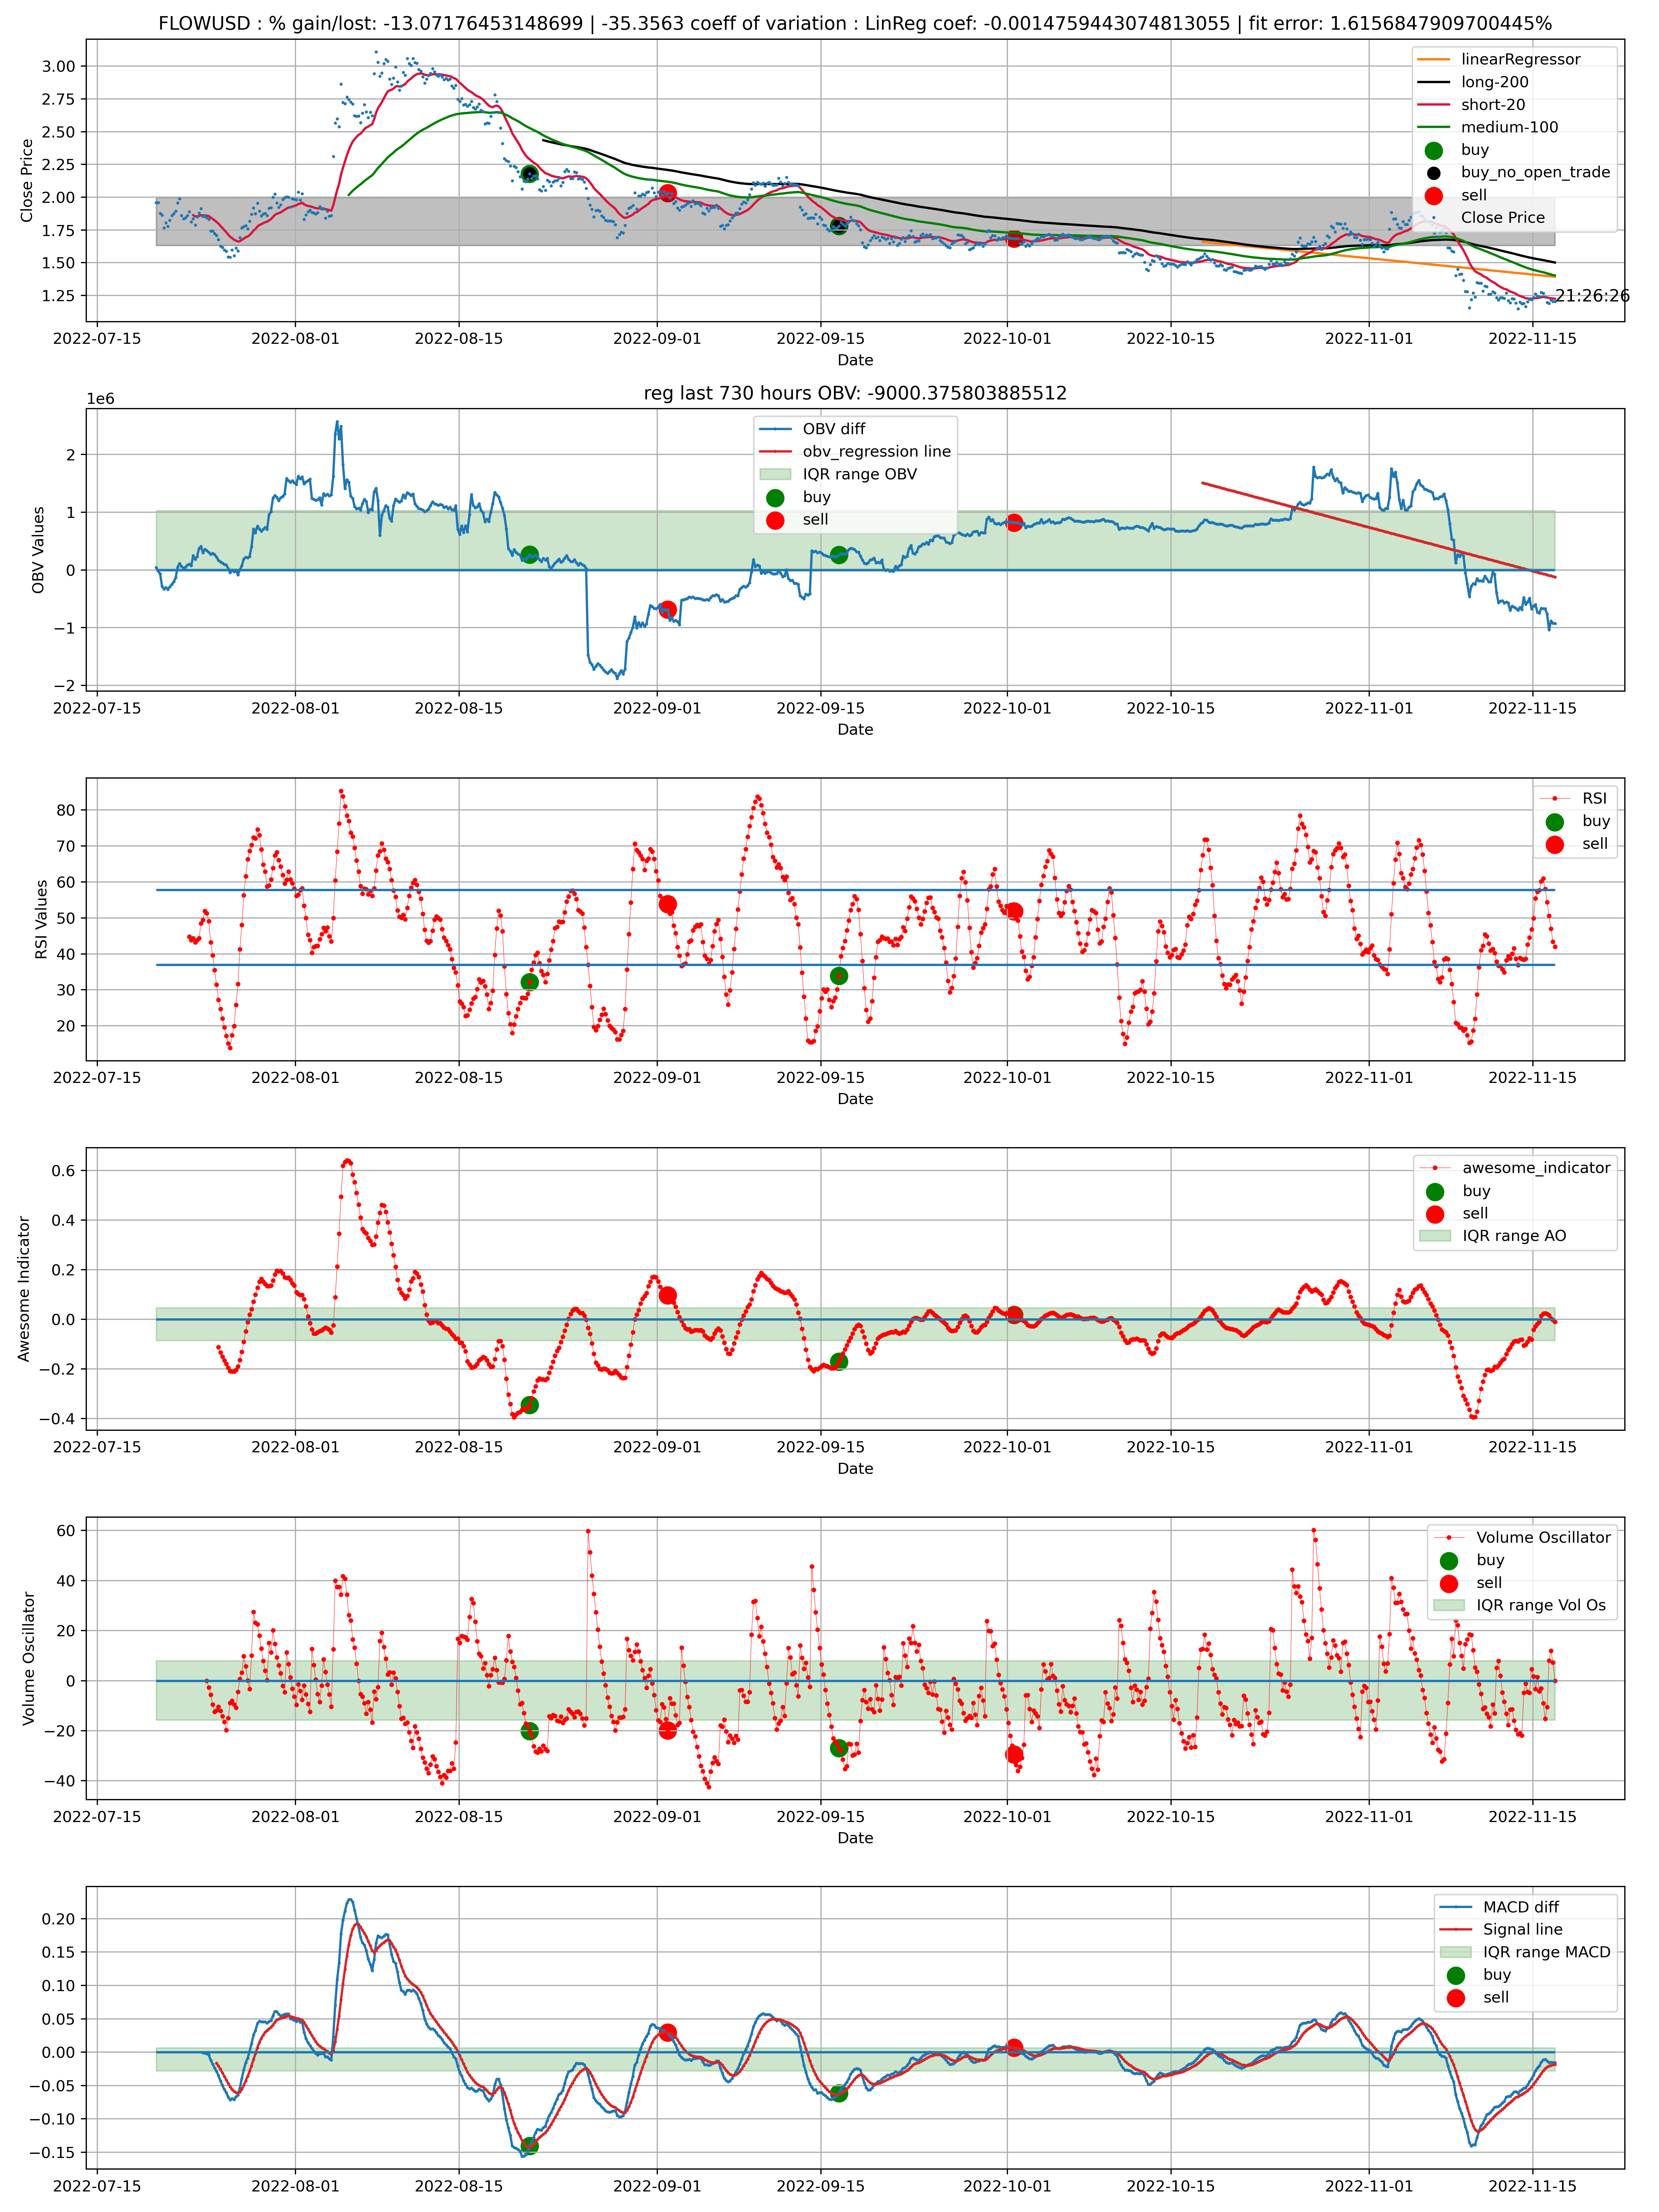 FLOWUSD : % gain/lost: -13.07176453148699 | -35.3563 coeff of variation : LinReg coef: -0.0014759443074813055 | fit error: 1.6156847909700445%
Close Price
3.00
2.75
2.50
2.25
2.00
1.75
1.50
1.25
linearRegressor
long-200
short-20
medium-100
buy
buy_no_open_trade
sell
Close Price
21:26:26
2022-07-15 2022-08-01 2022-08-15 2022-09-01 2022-09-15 2022-10-01 2022-10-15 2022-11-01 2022-11-15
Date
reg last 730 hours OBV: -9000.375803885512
1e6
OBV Values
2
1
0
−1
−2
OBV diff
obv_regression line
IQR range OBV
buy
sell
2022-07-15 2022-08-01 2022-08-15 2022-09-01 2022-09-15 2022-10-01 2022-10-15 2022-11-01 2022-11-15
Date
RSI Values
80
70
60
50
40
30
20
RSI
buy
sell
2022-07-15 2022-08-01 2022-08-15 2022-09-01 2022-09-15 2022-10-01 2022-10-15 2022-11-01 2022-11-15
Date
Awesome Indicator
0.6
0.4
0.2
0.0
−0.2
−0.4
awesome_indicator
buy
sell
IQR range AO
2022-07-15 2022-08-01 2022-08-15 2022-09-01 2022-09-15 2022-10-01 2022-10-15 2022-11-01 2022-11-15
Date
Volume Oscillator
60
40
20
0
−20
−40
Volume Oscillator
buy
sell
IQR range Vol Os
2022-07-15 2022-08-01 2022-08-15 2022-09-01 2022-09-15 2022-10-01 2022-10-15 2022-11-01 2022-11-15
Date
0.20
0.15
0.10
0.05
0.00
−0.05
−0.10
−0.15
MACD diff
Signal line
IQR range MACD
buy
sell
2022-07-15 2022-08-01 2022-08-15 2022-09-01 2022-09-15 2022-10-01 2022-10-15 2022-11-01 2022-11-15